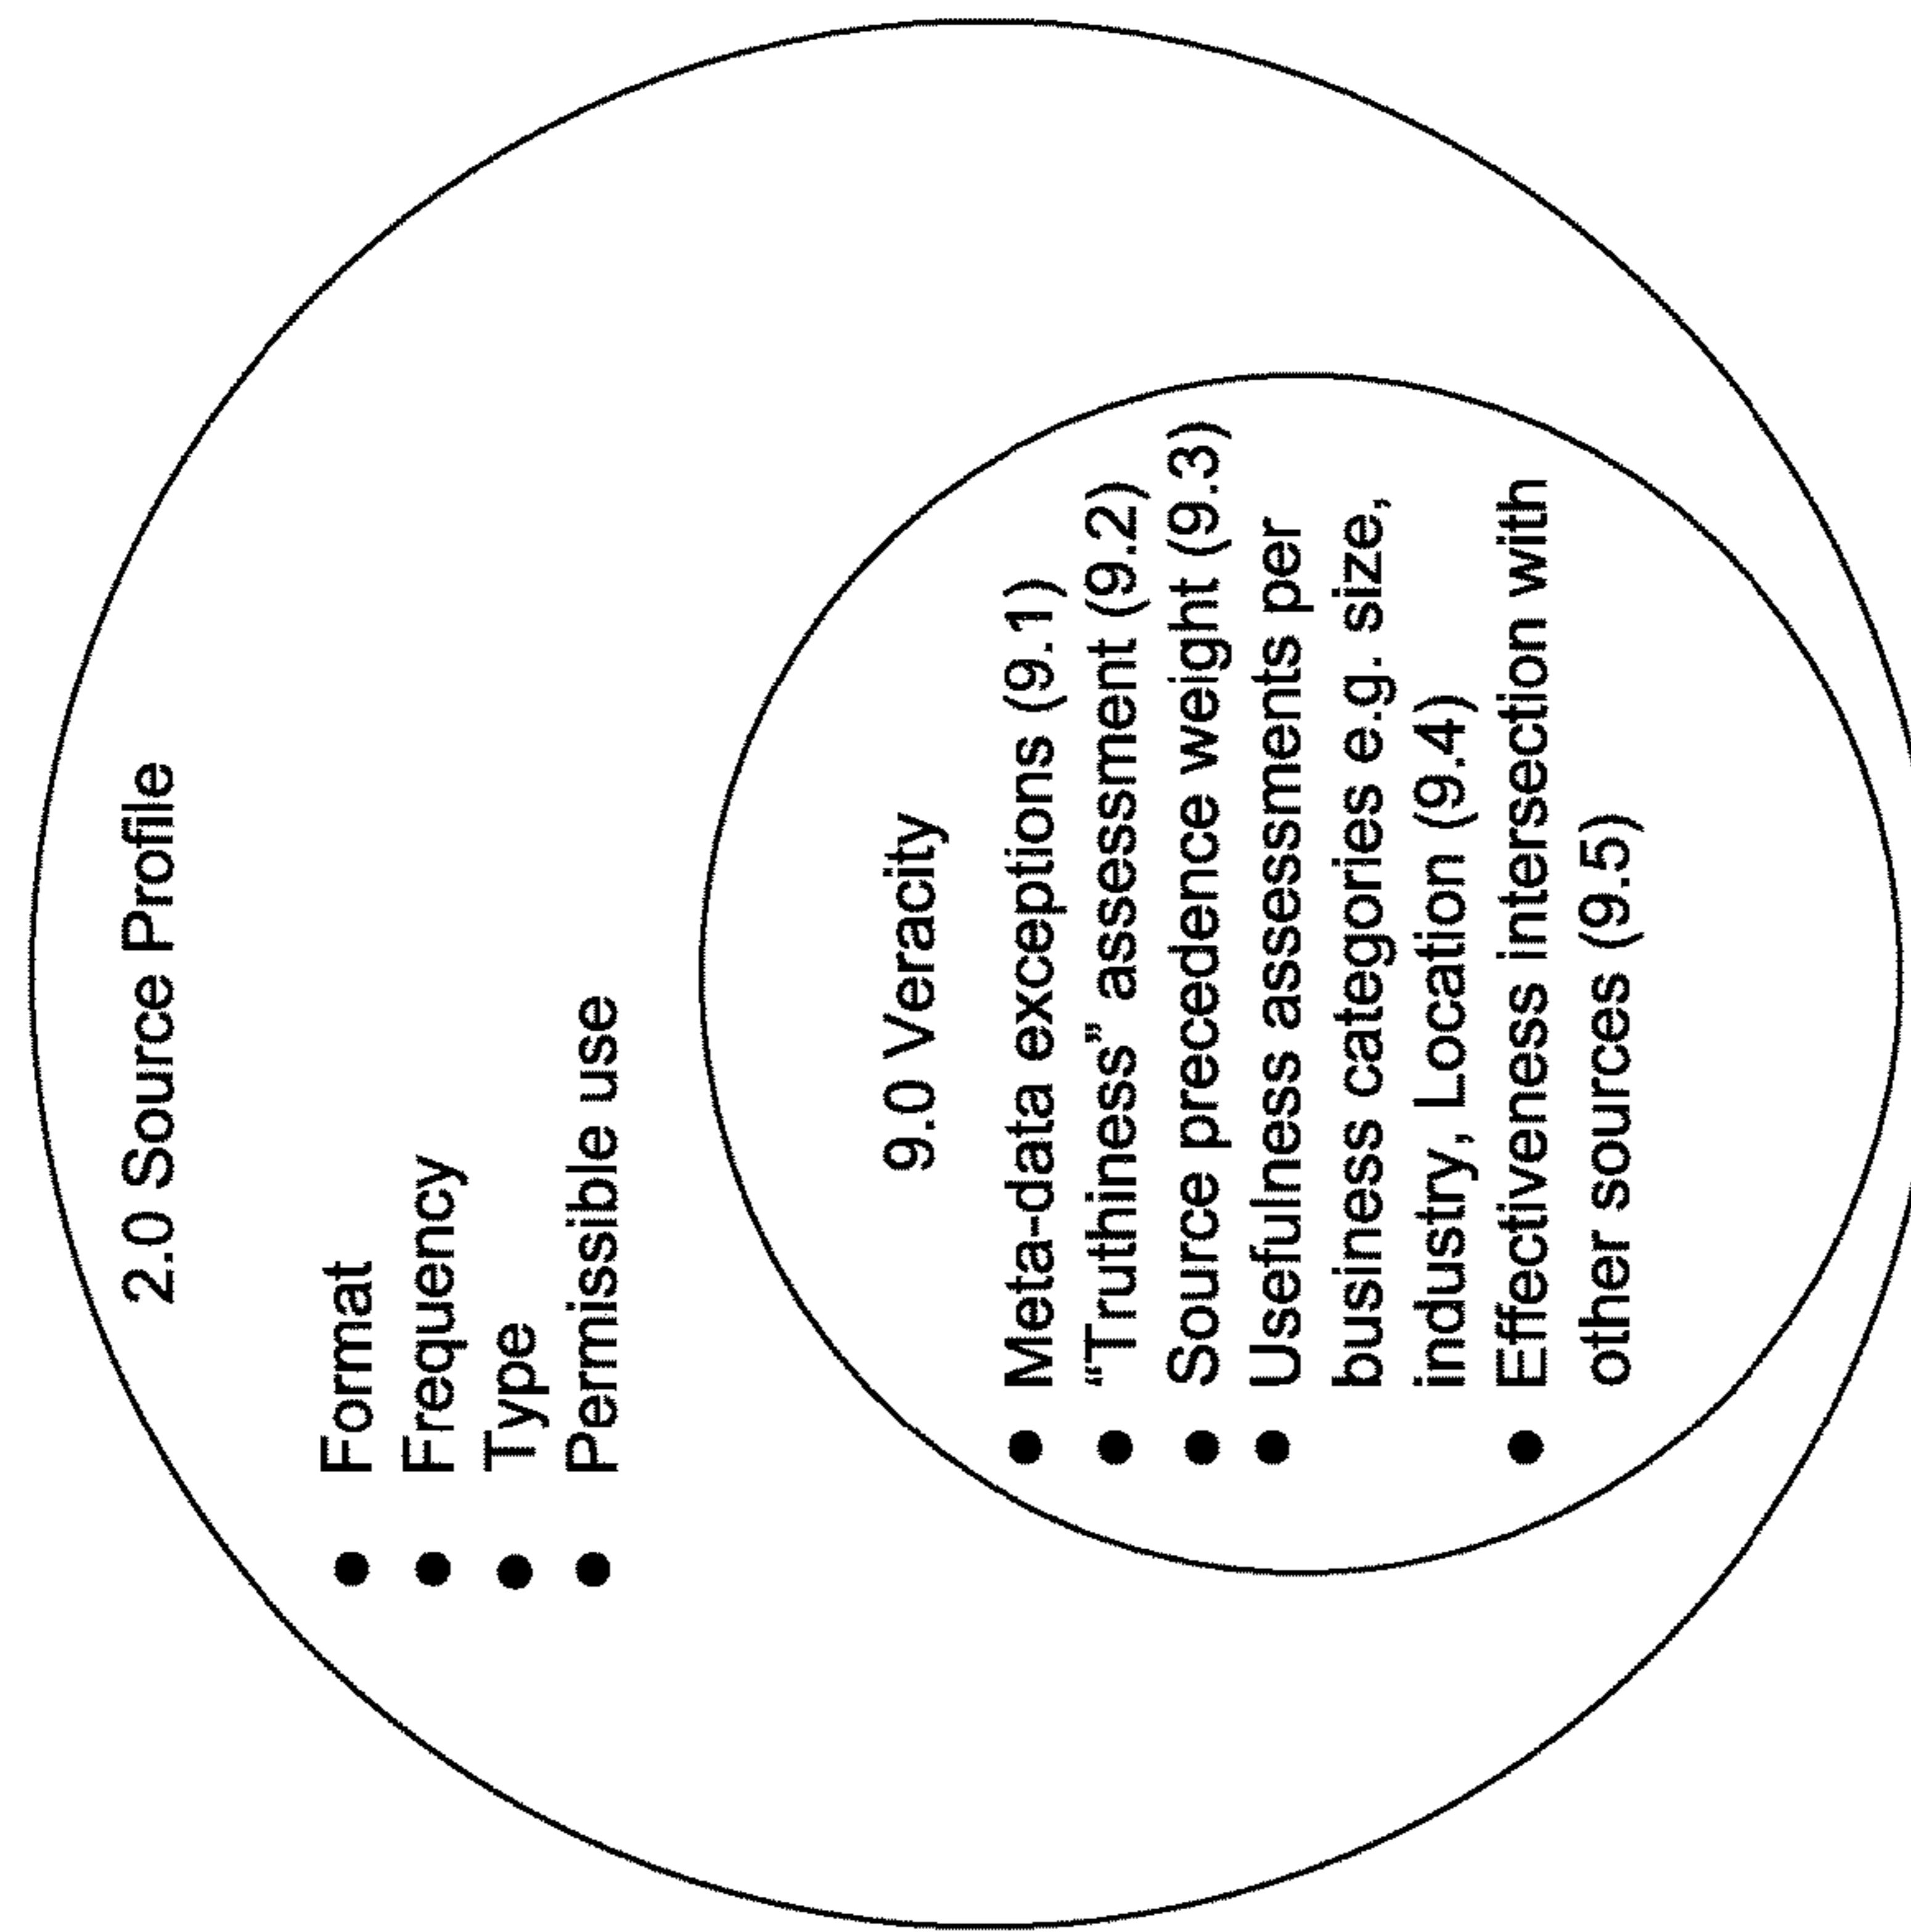 2.0 Source Profile
● Format
● Frequency
● Type
● Permissible use
9.0 Veracity
● Meta-data exceptions (9.1)
● “Truthiness” assessment (9.2)
● Source precedence weight (9.3)
● Usefulness assessments per
business categories e.g. size,
industry, Location (9.4)
● Effectiveness intersection with
other sources (9.5)